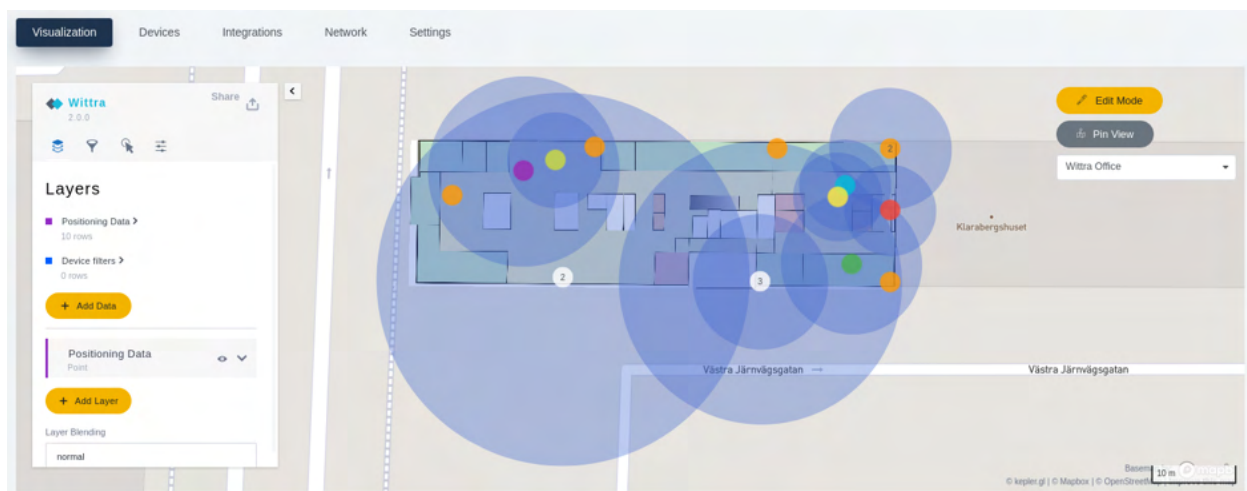 Visualization
Devices
Integrations
Network
Settings
Wittra
2.0.0
Share
Layers
Positioning Data
10 rows
Device filters
0 rows
+ Add Data
Positioning Data
Point
+ Add Layer
Layer Blending
normal
Edit Mode
Pin View
Wittra Office
2
2
3
Klarabergshuset
Västra Järnvägsgatan →
Västra Järnvägsgatan
10 m
© kepler.gl | © Mapbox |